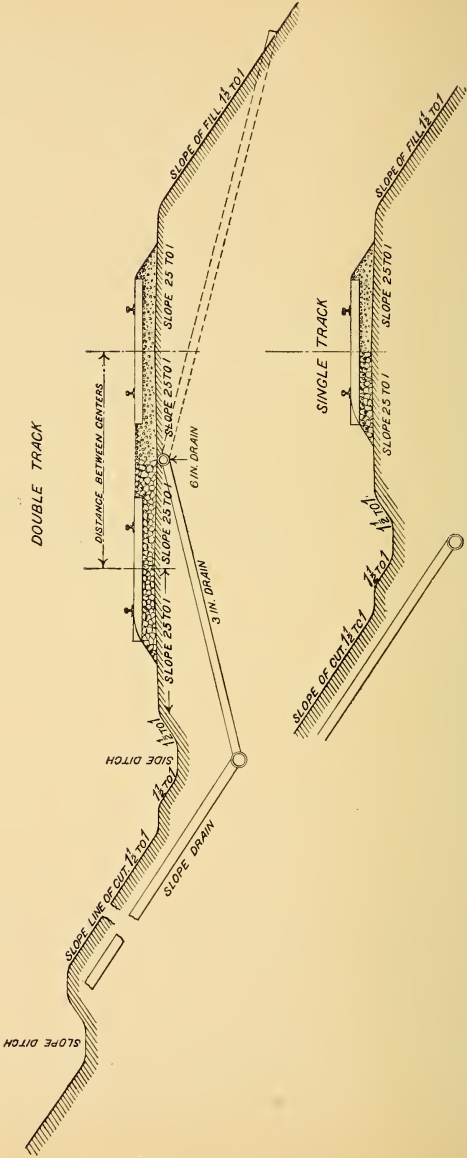 DOUBLE TRACK
DISTANCE BETWEEN CENTERS
SLOPE OF FILL. 1½ TO 1
SLOPE 25 TO 1
SLOPE 25 TO 1
SLOPE 25 TO 1
SLOPE 25 TO 1
6 IN. DRAIN
3 IN. DRAIN
SIDE DITCH
1½ TO 1
1½ TO 1
SLOPE LINE OF CUT. 1½ TO 1
SLOPE DRAIN
SLOPE DITCH
SINGLE TRACK
SLOPE OF FILL. 1½ TO 1
SLOPE 25 TO 1
SLOPE 25 TO 1
1½ TO 1.
1½ TO 1
SLOPE OF CUT. 1½ TO 1